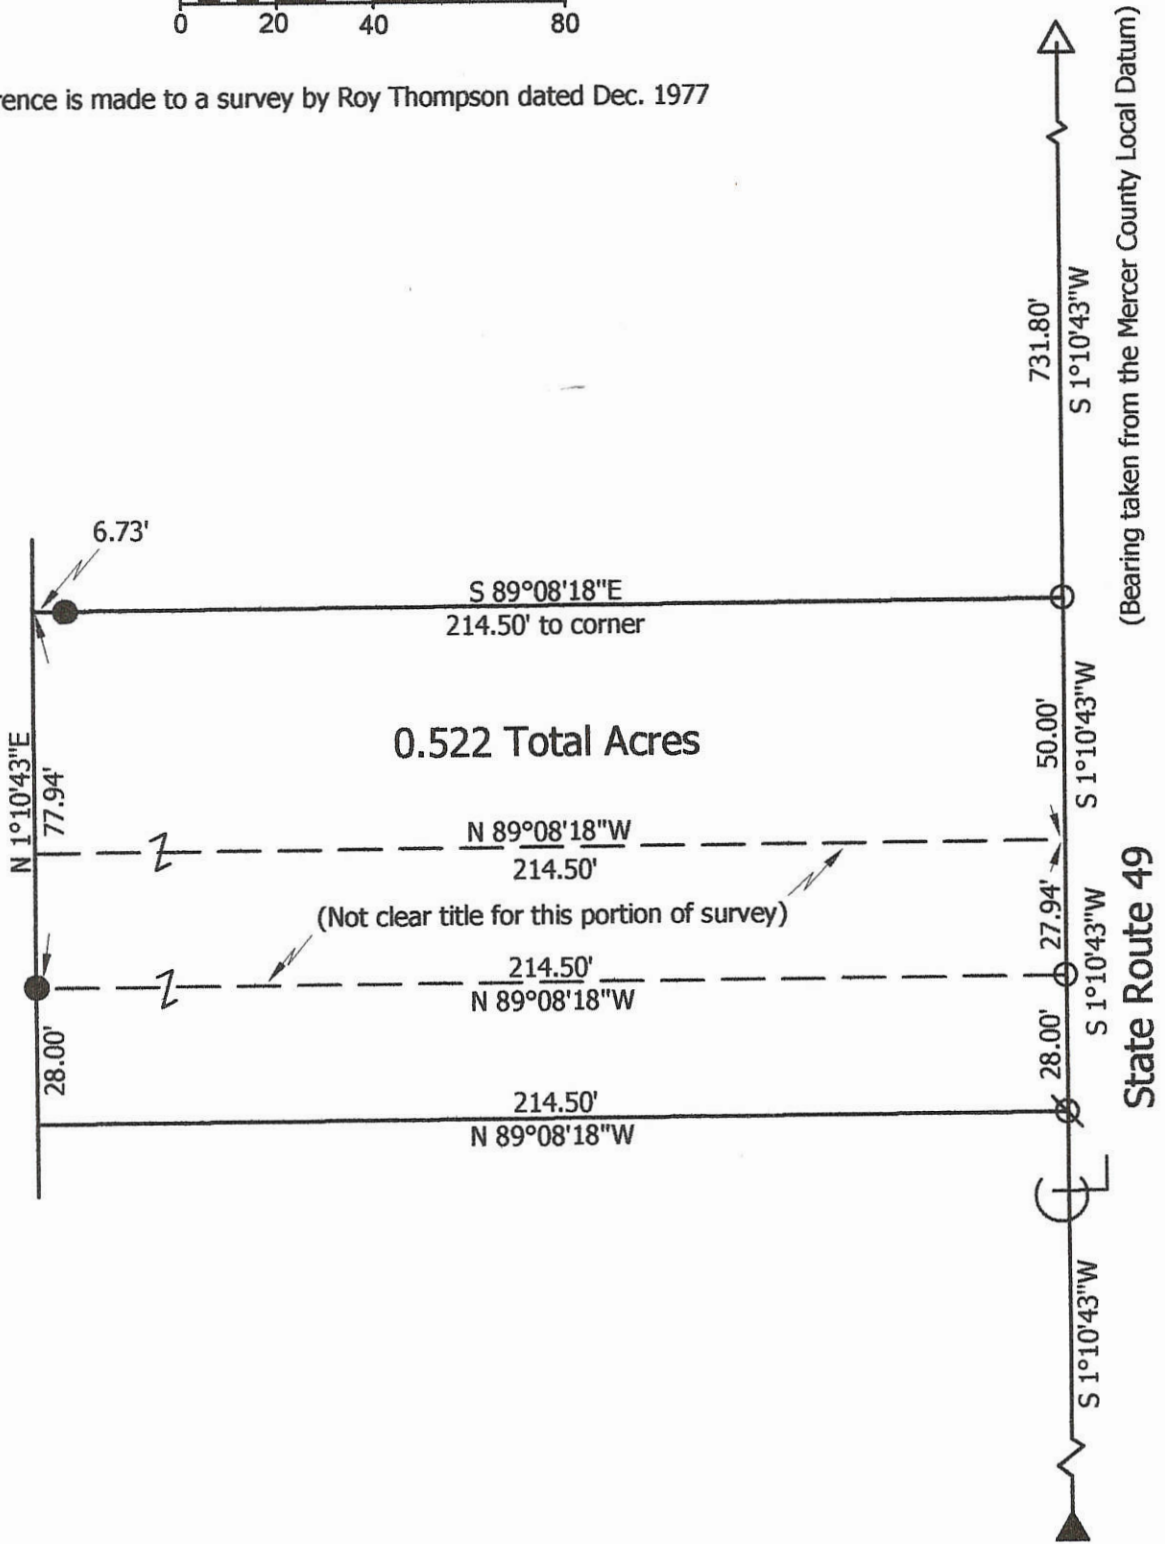 0 20 40 80
rence is made to a survey by Roy Thompson dated Dec. 1977
(Bearing taken from the Mercer County Local Datum)
731.80'
S 1°10'43"W
6.73'
S 89°08'18"E
214.50' to corner
N 1°10'43"E
77.94'
0.522 Total Acres
50.00'
S 1°10'43"W
N 89°08'18"W
214.50'
(Not clear title for this portion of survey)
27.94'
S 1°10'43"W
214.50'
N 89°08'18"W
28.00'
28.00'
State Route 49
214.50'
N 89°08'18"W
CL
S 1°10'43"W